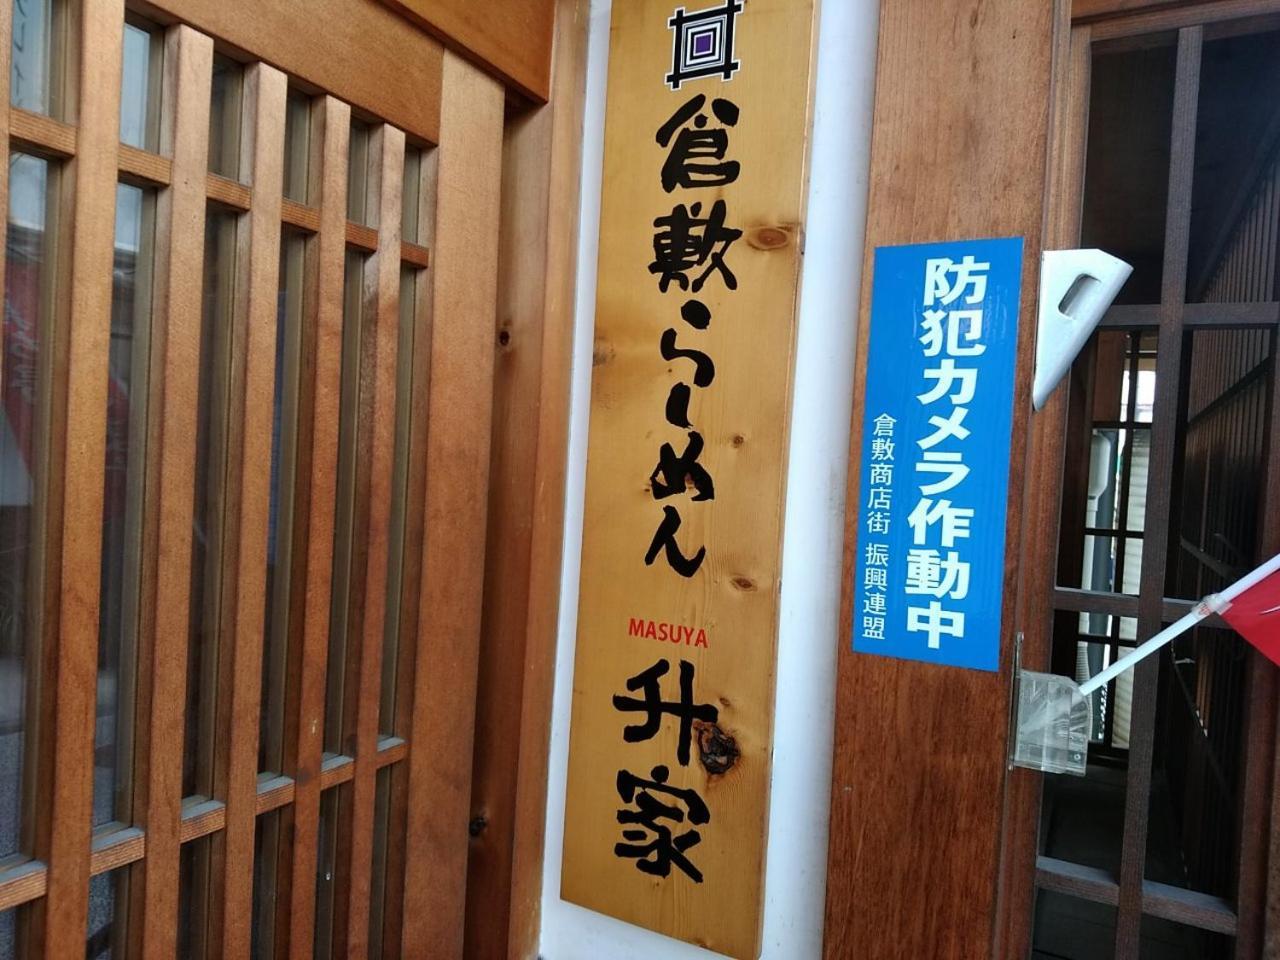 倉敷らーめん
MASUYA
升家
防犯カメラ作動中
倉敷商店街 振興連盟